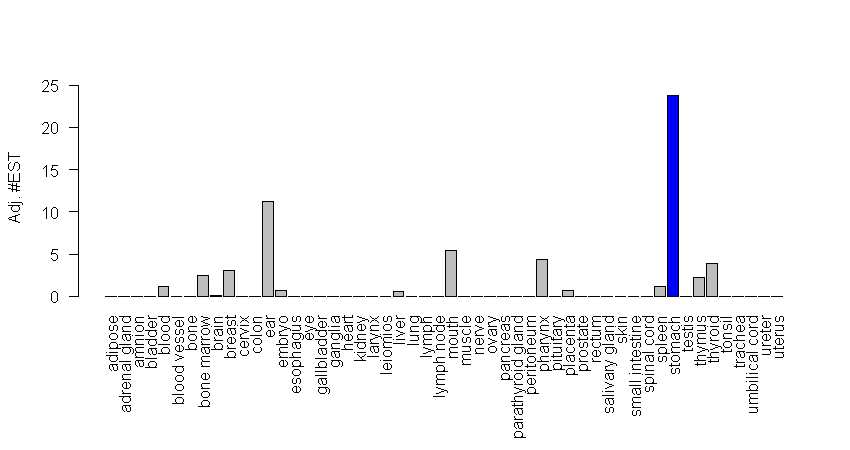 Adj. #EST
25
20
15
10
5
0
adipose
adrenal gland
amnion
bladder
blood
blood vessel
bone
bone marrow
brain
breast
cervix
colon
ear
embryo
esophagus
eye
gallbladder
ganglia
heart
kidney
larynx
leiomios
liver
lung
lymph
lymph node
mouth
muscle
nerve
ovary
pancreas
parathyroid gland
peritoneum
pharynx
pituitary
placenta
prostate
rectum
salivary gland
skin
small intestine
spinal cord
spleen
stomach
testis
thymus
thyroid
tonsil
trachea
umbilical cord
ureter
uterus